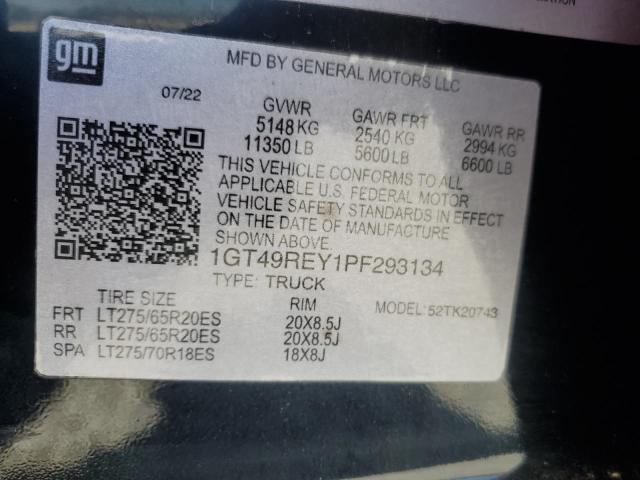 MATION
gm
MFD BY GENERAL MOTORS LLC
07/22
GVWR GAWR FRT GAWR RR
5148 KG 2540 KG 2994 KG
11350 LB 5600 LB 6600 LB
THIS VEHICLE CONFORMS TO ALL
APPLICABLE U.S. FEDERAL MOTOR
VEHICLE SAFETY STANDARDS IN EFFECT
ON THE DATE OF MANUFACTURE
SHOWN ABOVE.
1GT49REY1PF293134
TYPE: TRUCK
TIRE SIZE RIM MODEL: 52TK20743
FRT LT275/65R20ES 20X8.5J
RR LT275/65R20ES 20X8.5J
SPA LT275/70R18ES 18X8J